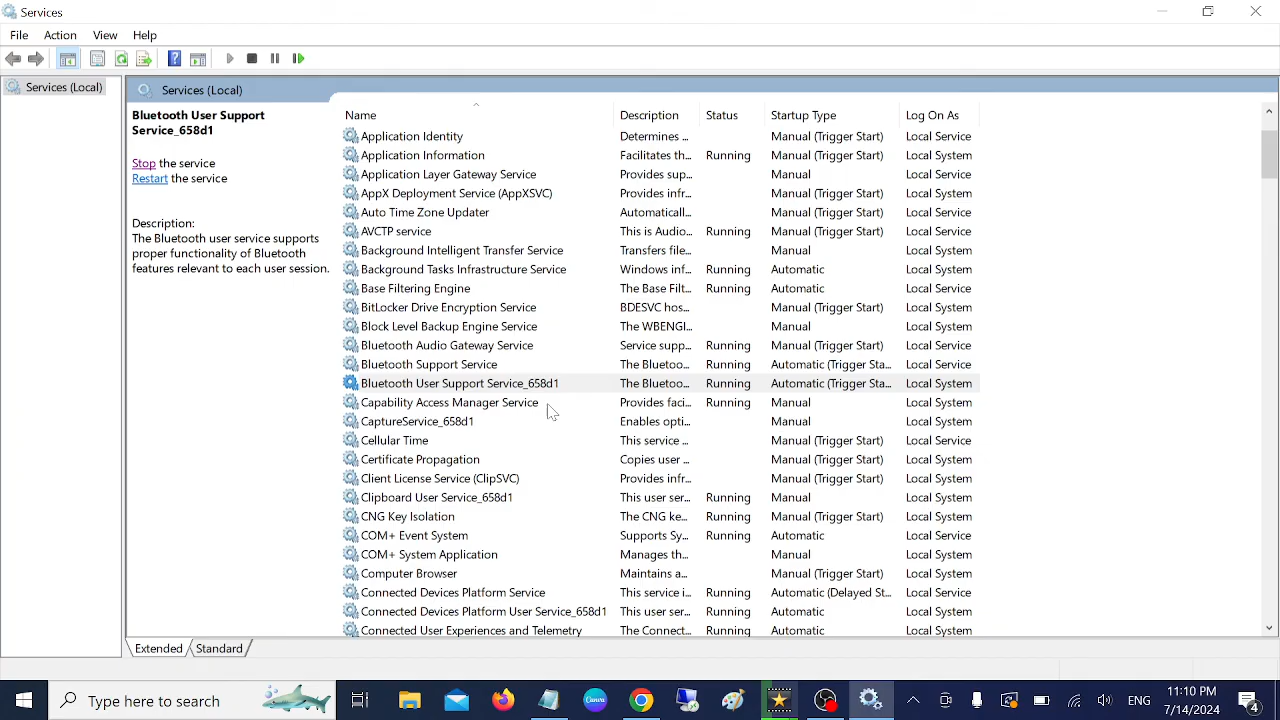 Services
File Action View Help
Services (Local)
Services (Local)
Bluetooth User Support
Service_658d1
Stop the service
Restart the service
Description:
The Bluetooth user service supports
proper functionality of Bluetooth
features relevant to each user session.
Name Description Status Startup Type Log On As
Application Identity Determines ... Manual (Trigger Start) Local Service
Application Information Facilitates th... Running Manual (Trigger Start) Local System
Application Layer Gateway Service Provides sup... Manual Local Service
AppX Deployment Service (AppXSVC) Provides infr... Manual (Trigger Start) Local System
Auto Time Zone Updater Automaticall... Manual (Trigger Start) Local Service
AVCTP service This is Audio... Running Manual (Trigger Start) Local Service
Background Intelligent Transfer Service Transfers file... Manual Local System
Background Tasks Infrastructure Service Windows inf... Running Automatic Local System
Base Filtering Engine The Base Filt... Running Automatic Local Service
BitLocker Drive Encryption Service BDESVC hos... Manual (Trigger Start) Local System
Block Level Backup Engine Service The WBENGI... Manual Local System
Bluetooth Audio Gateway Service Service supp... Running Manual (Trigger Start) Local Service
Bluetooth Support Service The Bluetoo... Running Automatic (Trigger Sta... Local Service
Bluetooth User Support Service_658d1 The Bluetoo... Running Automatic (Trigger Sta... Local System
Capability Access Manager Service Provides faci... Running Manual Local System
CaptureService_658d1 Enables opti... Manual Local System
Cellular Time This service ... Manual (Trigger Start) Local Service
Certificate Propagation Copies user ... Manual (Trigger Start) Local System
Client License Service (ClipSVC) Provides infr... Manual (Trigger Start) Local System
Clipboard User Service_658d1 This user ser... Running Manual Local System
CNG Key Isolation The CNG ke... Running Manual (Trigger Start) Local System
COM+ Event System Supports Sy... Running Automatic Local Service
COM+ System Application Manages th... Manual Local System
Computer Browser Maintains a... Manual (Trigger Start) Local System
Connected Devices Platform Service This service i... Running Automatic (Delayed St... Local Service
Connected Devices Platform User Service_658d1 This user ser... Running Automatic Local System
Connected User Experiences and Telemetry The Connect... Running Automatic Local System
Extended Standard
Type here to search
Canva
ENG
11:10 PM
7/14/2024
4